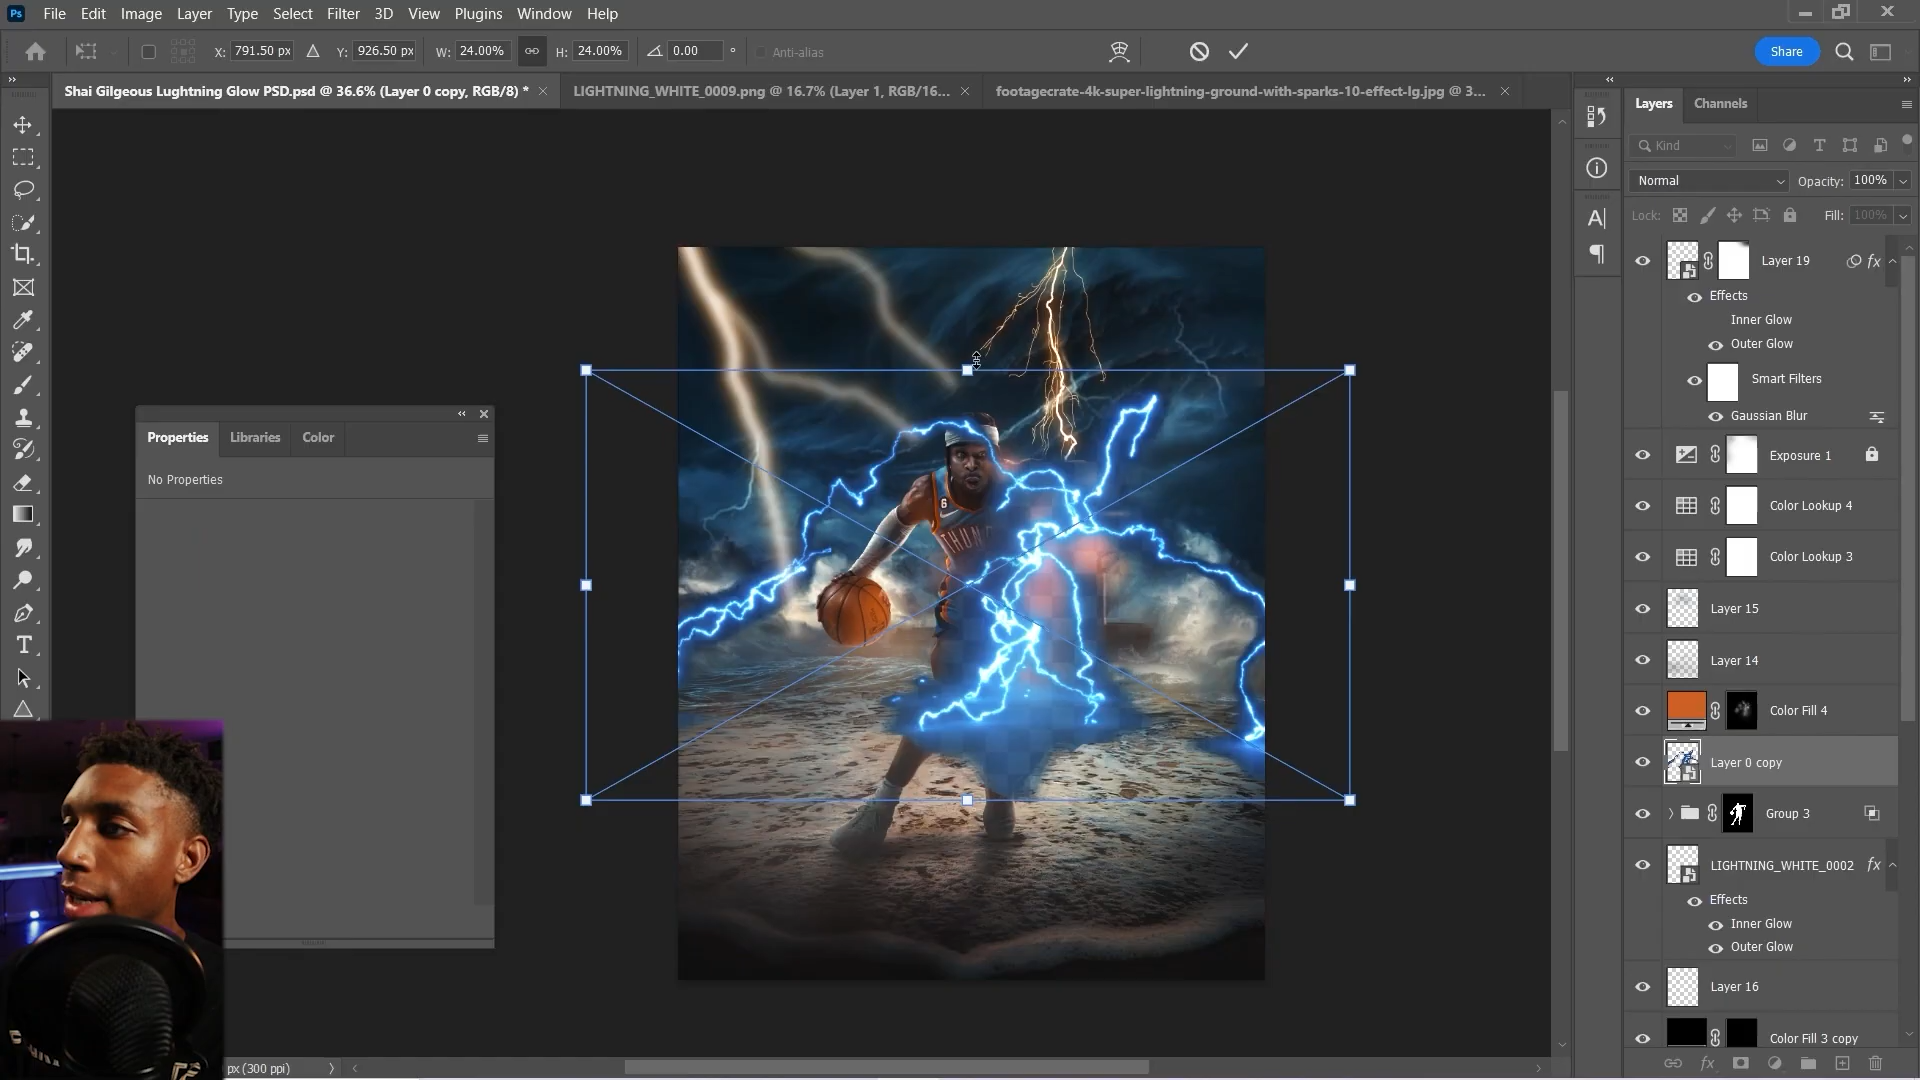 Ps File Edit Image Layer Type Select Filter 3D View Plugins Window Help
X: 791.50 px Y: 926.50 px W: 24.00% H: 24.00% 0.00 ° Anti-alias Share
Shai Gilgeous Lughtning Glow PSD.psd @ 36.6% (Layer 0 copy, RGB/8) * LIGHTNING_WHITE_0009.png @ 16.7% (Layer 1, RGB/16... footagecrate-4k-super-lightning-ground-with-sparks-10-effect-lg.jpg @ 3...
Layers Channels
Kind
Normal Opacity: 100%
Lock: Fill: 100%
Layer 19 fx
Effects
Inner Glow
Outer Glow
Smart Filters
Gaussian Blur
Exposure 1
Color Lookup 4
Color Lookup 3
Layer 15
Layer 14
Color Fill 4
Layer 0 copy
Group 3
LIGHTNING_WHITE_0002 fx
Effects
Inner Glow
Outer Glow
Layer 16
Color Fill 3 copy
fx
Properties Libraries Color
No Properties
6
THUN
px (300 ppi)